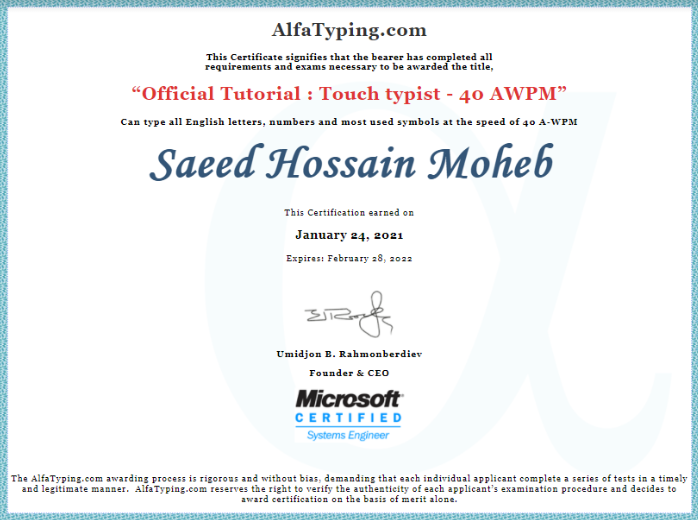 AlfaTyping.com
This Certificate signifies that the bearer has completed all
requirements and exams necessary to be awarded the title,
“Official Tutorial : Touch typist - 40 AWPM”
Can type all English letters, numbers and most used symbols at the speed of 40 A-WPM
Saeed Hossain Moheb
This Certification earned on
January 24, 2021
Expires: February 28, 2022
Umidjon B. Rahmonberdiev
Founder & CEO
Microsoft
CERTIFIED
Systems Engineer
The AlfaTyping.com awarding process is rigorous and without bias, demanding that each individual applicant complete a series of tests in a timely
and legitimate manner. AlfaTyping.com reserves the right to verify the authenticity of each applicant's examination procedure and decides to
award certification on the basis of merit alone.